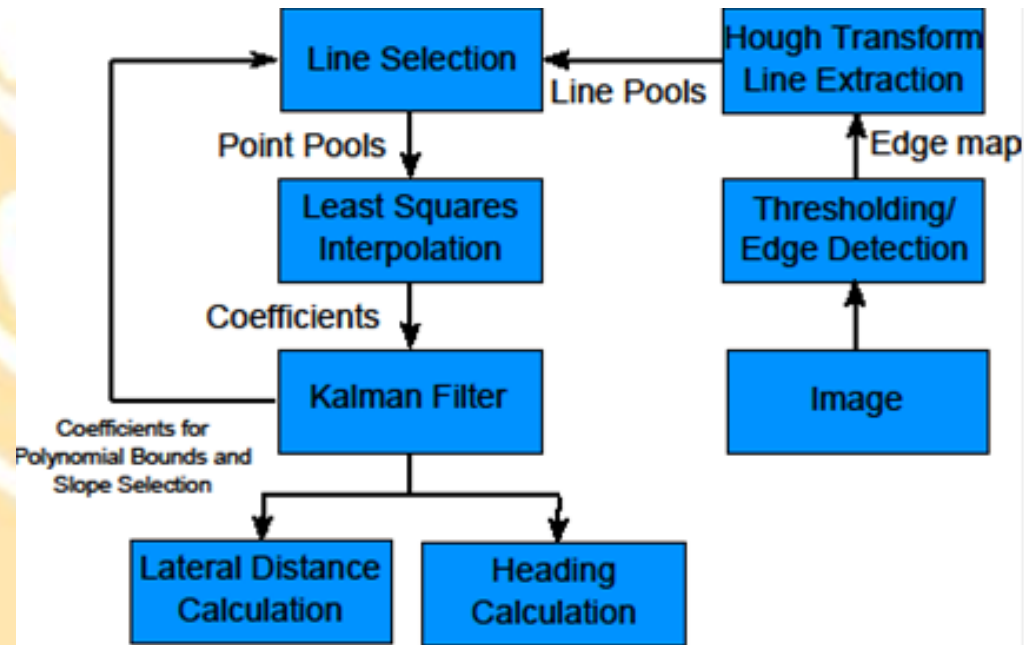 Line Selection
Hough Transform
Line Extraction
Line Pools
Point Pools
Edge map
Least Squares
Interpolation
Thresholding/
Edge Detection
Coefficients
Kalman Filter
Image
Coefficients for
Polynomial Bounds and
Slope Selection
Lateral Distance
Calculation
Heading
Calculation